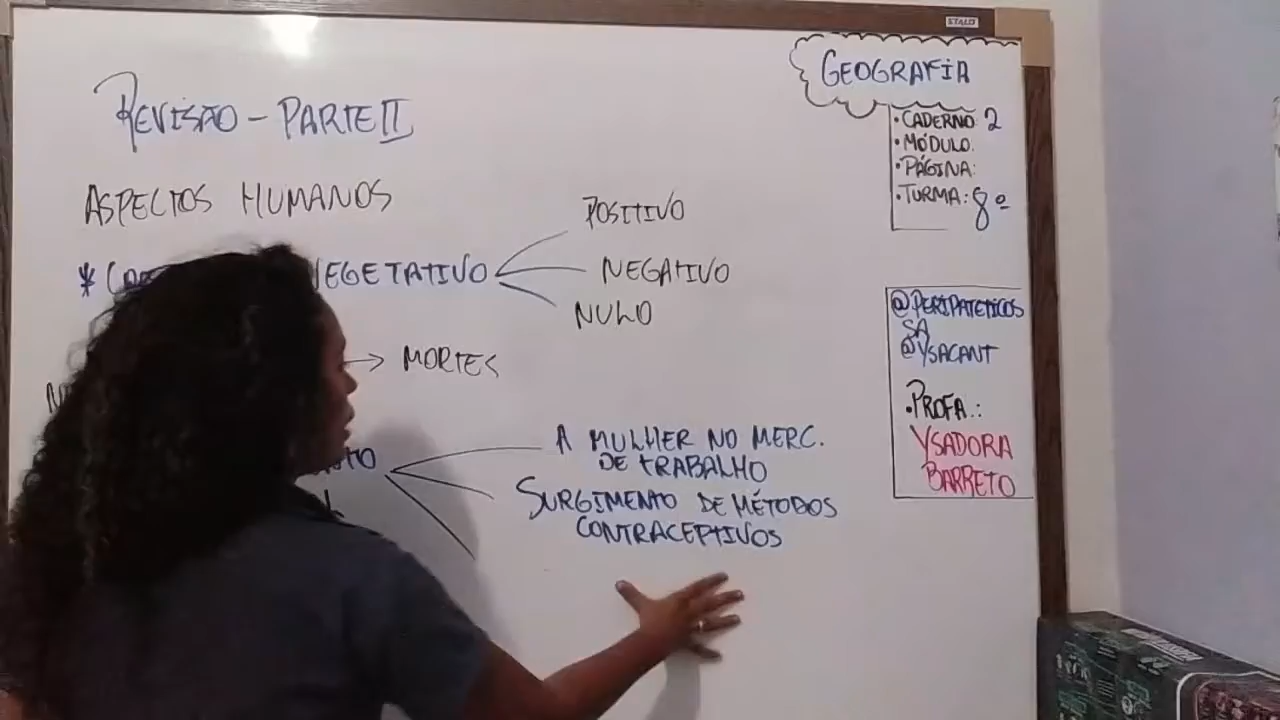 STALO
GEOGRAFIA
REVISÃO - PARTE II
• CADERNO: 2
• MÓDULO:
• PÁGINA:
• TURMA: 8º
ASPECTOS HUMANOS
POSITIVO
VEGETATIVO
NEGATIVO
NULO
MORTES
@PERIPATETICOS
SA
@YSACANT
• PROFA.:
YSADORA
BARRETO
A MULHER NO MERC.
DE TRABALHO
SURGIMENTO DE MÉTODOS
CONTRACEPTIVOS